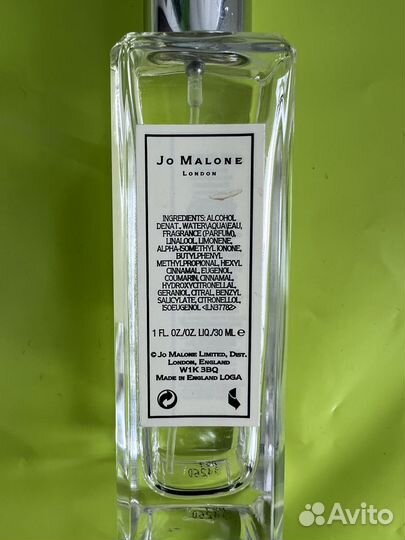 JO MALONE
LONDON
INGREDIENTS: ALCOHOL
DENAT., WATER\AQUA\EAU,
FRAGRANCE (PARFUM),
LINALOOL, LIMONENE,
ALPHA-ISOMETHYL IONONE,
BUTYLPHENYL
METHYLPROPIONAL, HEXYL
CINNAMAL, EUGENOL,
COUMARIN, CINNAMAL,
HYDROXYCITRONELLAL,
GERANIOL, CITRAL, BENZYL
SALICYLATE, CITRONELLOL,
ISOEUGENOL <ILN37782>
1 FL. OZ./OZ. LIQ./30 ML ℮
© JO MALONE LIMITED, DIST.
LONDON, ENGLAND
W1K 3BQ
MADE IN ENGLAND LOGA
Avito